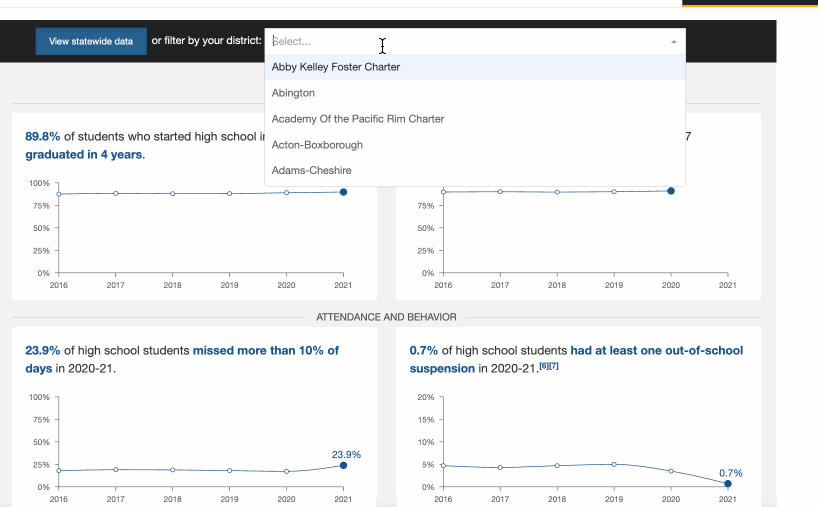 View statewide data or filter by your district: Select...
Abby Kelley Foster Charter
Abington
Academy Of the Pacific Rim Charter
Acton-Boxborough
Adams-Cheshire
89.8% of students who started high school in
graduated in 4 years.
100%
75%
50%
25%
0%
2016 2017 2018 2019 2020 2021
7
75%
50%
25%
0%
2016 2017 2018 2019 2020 2021
ATTENDANCE AND BEHAVIOR
23.9% of high school students missed more than 10% of
days in 2020-21.
100%
75%
50%
25%
0%
23.9%
2016 2017 2018 2019 2020 2021
0.7% of high school students had at least one out-of-school
suspension in 2020-21.[6][7]
20%
15%
10%
5%
0%
0.7%
2016 2017 2018 2019 2020 2021